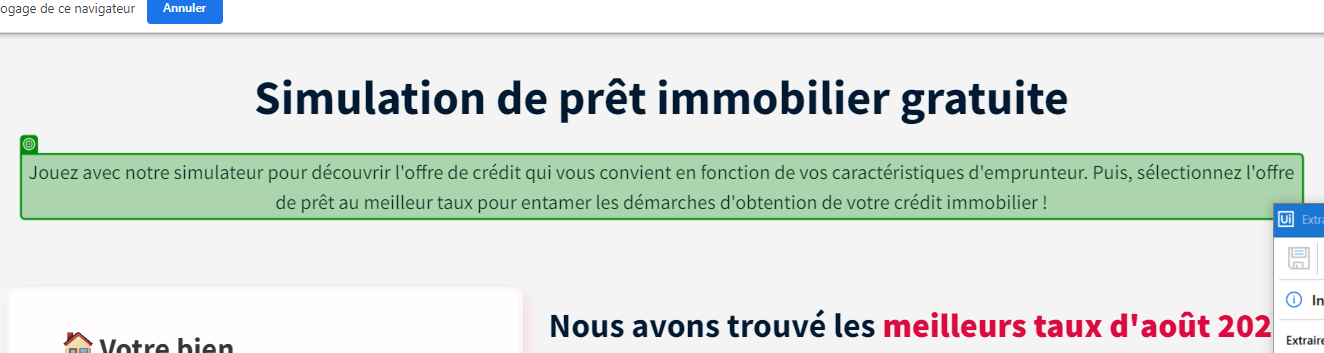 ogage de ce navigateur Annuler
Simulation de prêt immobilier gratuite
Jouez avec notre simulateur pour découvrir l'offre de crédit qui vous convient en fonction de vos caractéristiques d'emprunteur. Puis, sélectionnez l'offre
de prêt au meilleur taux pour entamer les démarches d'obtention de votre crédit immobilier !
Ui Extra
In
Nous avons trouvé les meilleurs taux d'août 202
Extraire
Votre bien